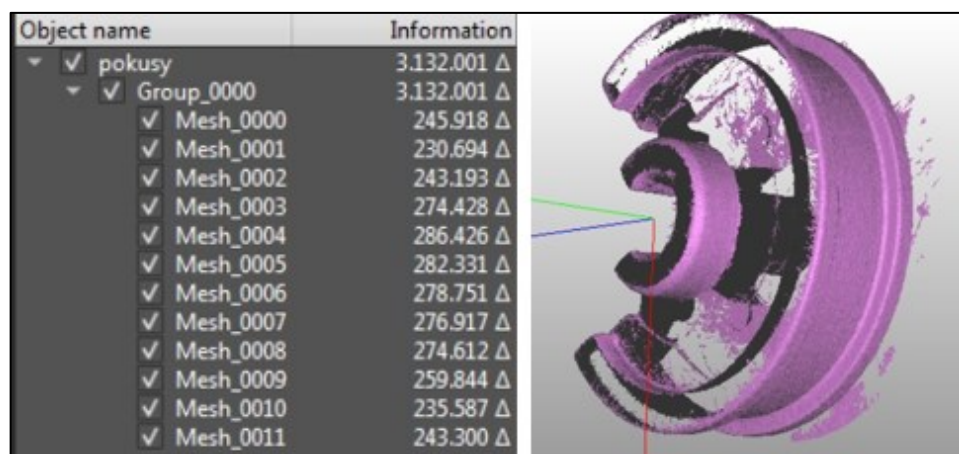 Object name Information
pokusy 3.132.001 Δ
Group_0000 3.132.001 Δ
Mesh_0000 245.918 Δ
Mesh_0001 230.694 Δ
Mesh_0002 243.193 Δ
Mesh_0003 274.428 Δ
Mesh_0004 286.426 Δ
Mesh_0005 282.331 Δ
Mesh_0006 278.751 Δ
Mesh_0007 276.917 Δ
Mesh_0008 274.612 Δ
Mesh_0009 259.844 Δ
Mesh_0010 235.587 Δ
Mesh_0011 243.300 Δ